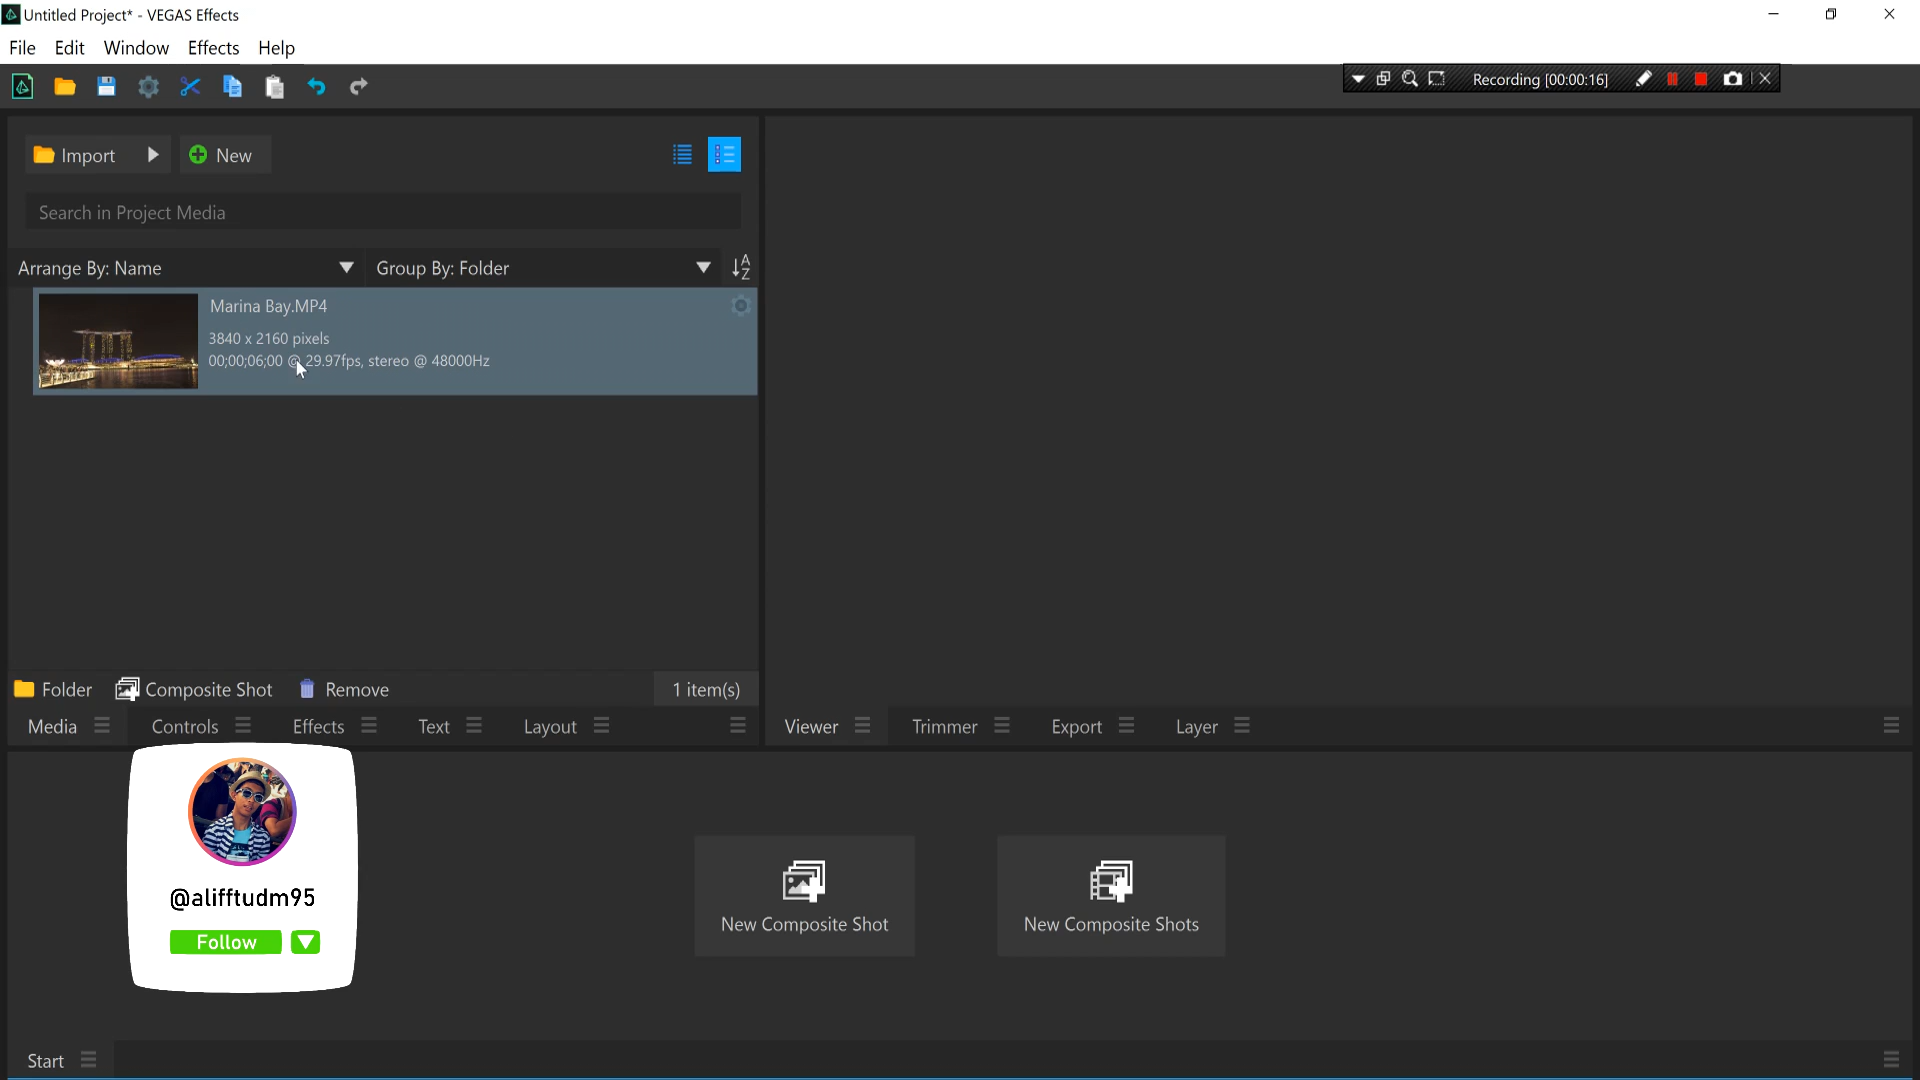 Untitled Project* - VEGAS Effects
File Edit Window Effects Help
Recording [00:00:16]
Import New
Search in Project Media
Arrange By: Name Group By: Folder
A
Z
Marina Bay.MP4
3840 x 2160 pixels
00;00;06;00 @ 29.97fps, stereo @ 48000Hz
Folder Composite Shot Remove 1 item(s)
Media Controls Effects Text Layout
Viewer Trimmer Export Layer
@alifftudm95
Follow
New Composite Shot
New Composite Shots
Start